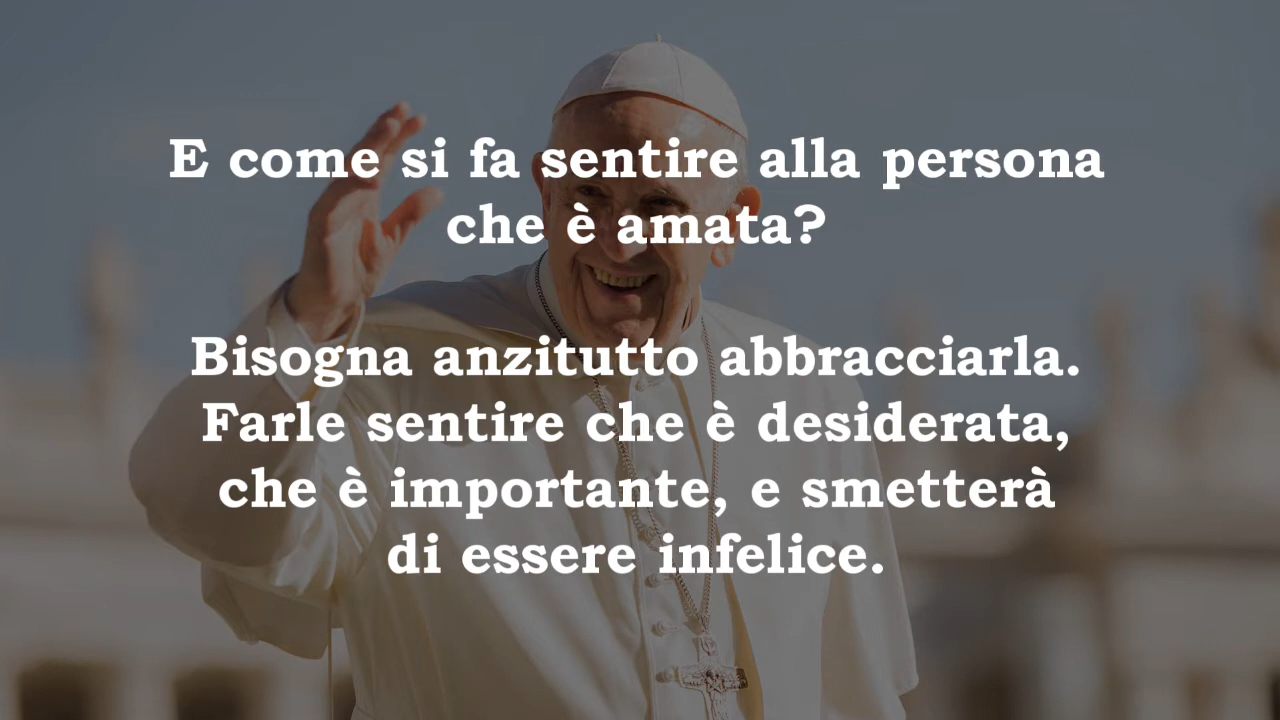 E come si fa sentire alla persona
che è amata?
Bisogna anzitutto abbracciarla.
Farle sentire che è desiderata,
che è importante, e smetterà
di essere infelice.